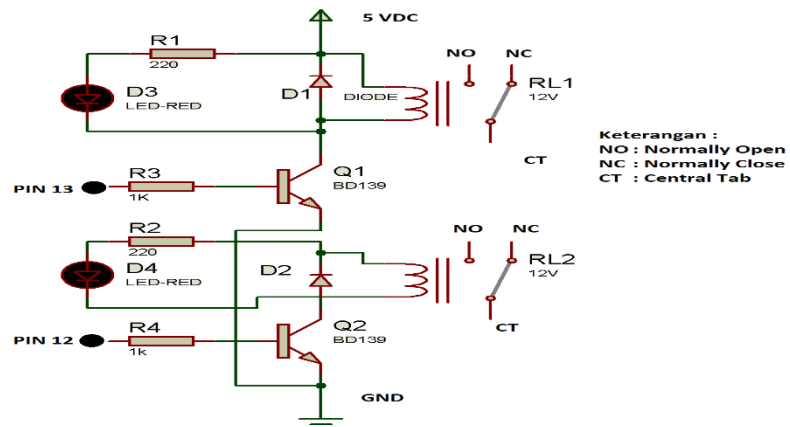 5 VDC
R1
220
NO
NC
D3
LED-RED
D1
DIODE
RL1
12V
Keterangan :
NO : Normally Open
NC : Normally Close
CT : Central Tab
CT
R3
Q1
PIN 13
1K
BD139
R2
220
NO
NC
D4
LED-RED
D2
RL2
12V
R4
Q2
CT
PIN 12
1k
BD139
GND